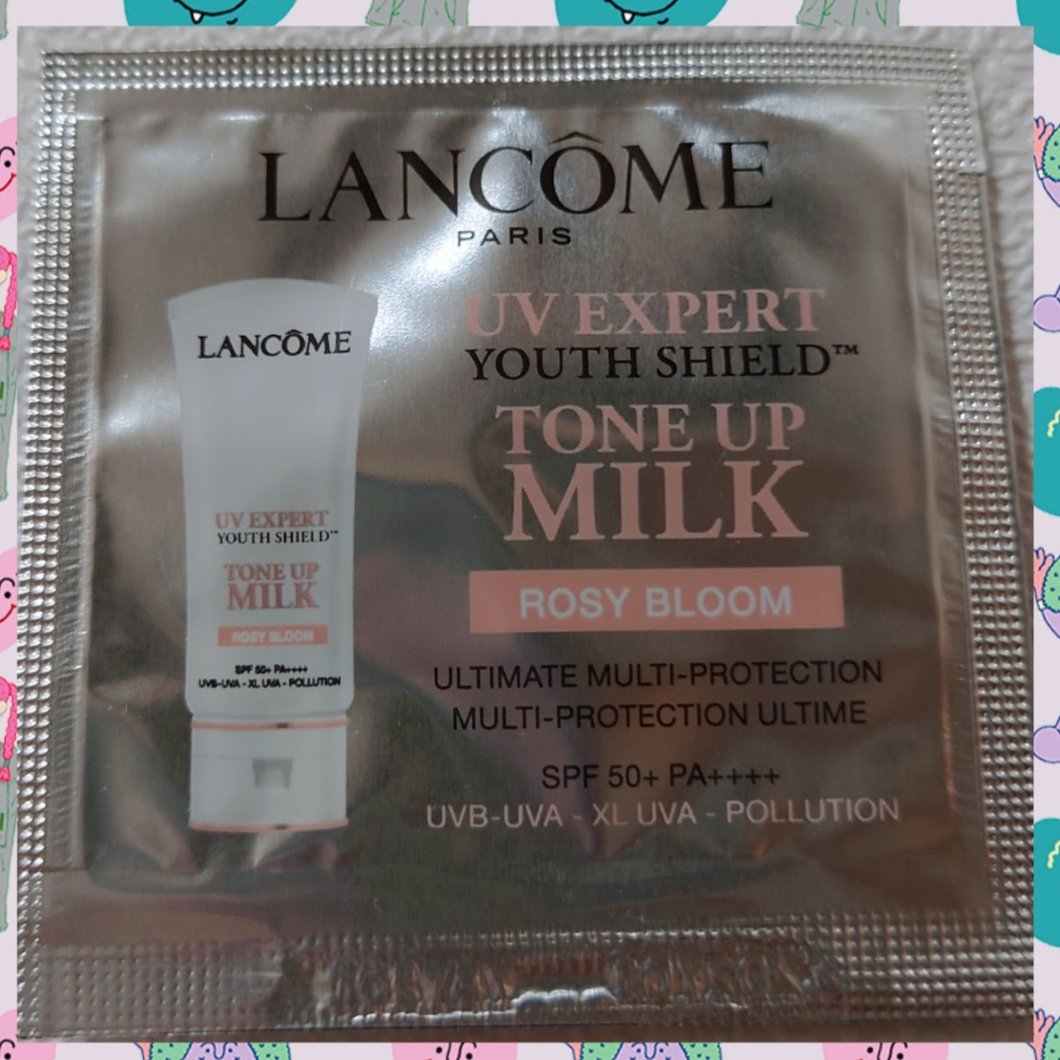 LANCÔME
PARIS
UV EXPERT
YOUTH SHIELD™
TONE UP
MILK
ROSY BLOOM
ULTIMATE MULTI-PROTECTION
MULTI-PROTECTION ULTIME
SPF 50+ PA++++
UVB-UVA - XL UVA - POLLUTION
LANCÔME
UV EXPERT
YOUTH SHIELD™
TONE UP
MILK
ROSY BLOOM
SPF 50+ PA++++
UVB-UVA - XL UVA - POLLUTION